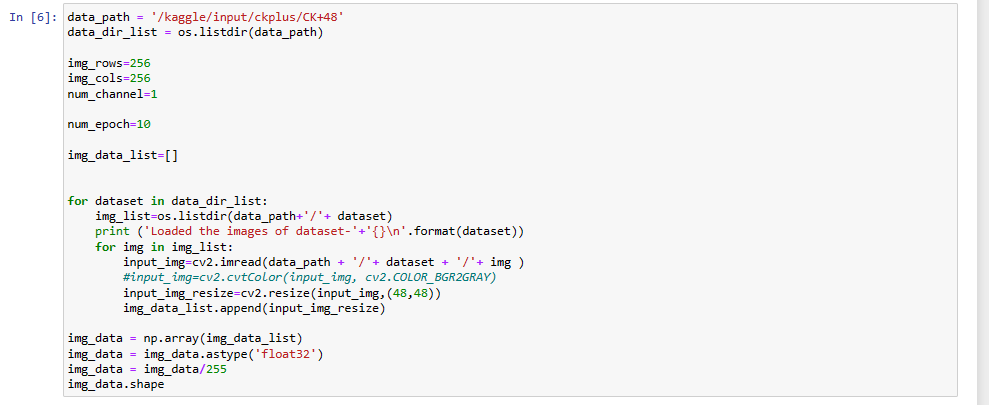 In [6]: data_path = '/kaggle/input/ckplus/CK+48'
data_dir_list = os.listdir(data_path)
img_rows=256
img_cols=256
num_channel=1
num_epoch=10
img_data_list=[]
for dataset in data_dir_list:
    img_list=os.listdir(data_path+'/'+ dataset)
    print ('Loaded the images of dataset-'+'{}\n'.format(dataset))
    for img in img_list:
        input_img=cv2.imread(data_path + '/'+ dataset + '/'+ img )
        #input_img=cv2.cvtColor(input_img, cv2.COLOR_BGR2GRAY)
        input_img_resize=cv2.resize(input_img,(48,48))
        img_data_list.append(input_img_resize)
img_data = np.array(img_data_list)
img_data = img_data.astype('float32')
img_data = img_data/255
img_data.shape